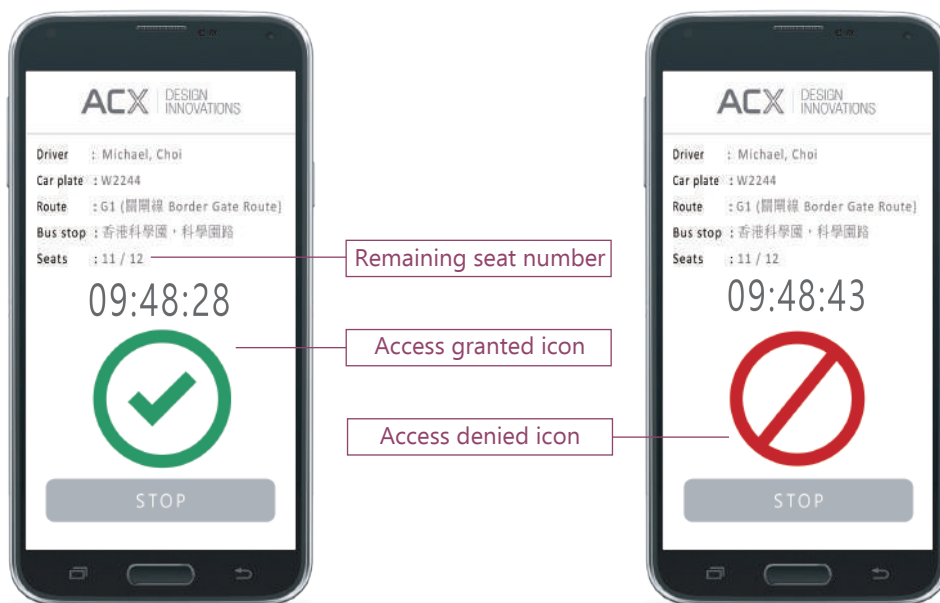 ACX DESIGN INNOVATIONS
Driver : Michael, Choi
Car plate : W2244
Route : G1 (關閘線 Border Gate Route)
Bus stop : 香港科學園，科學園路
Seats : 11 / 12
09:48:28
STOP
Remaining seat number
Access granted icon
Access denied icon
ACX DESIGN INNOVATIONS
Driver : Michael, Choi
Car plate : W2244
Route : G1 (關閘線 Border Gate Route)
Bus stop : 香港科學園，科學園路
Seats : 11 / 12
09:48:43
STOP